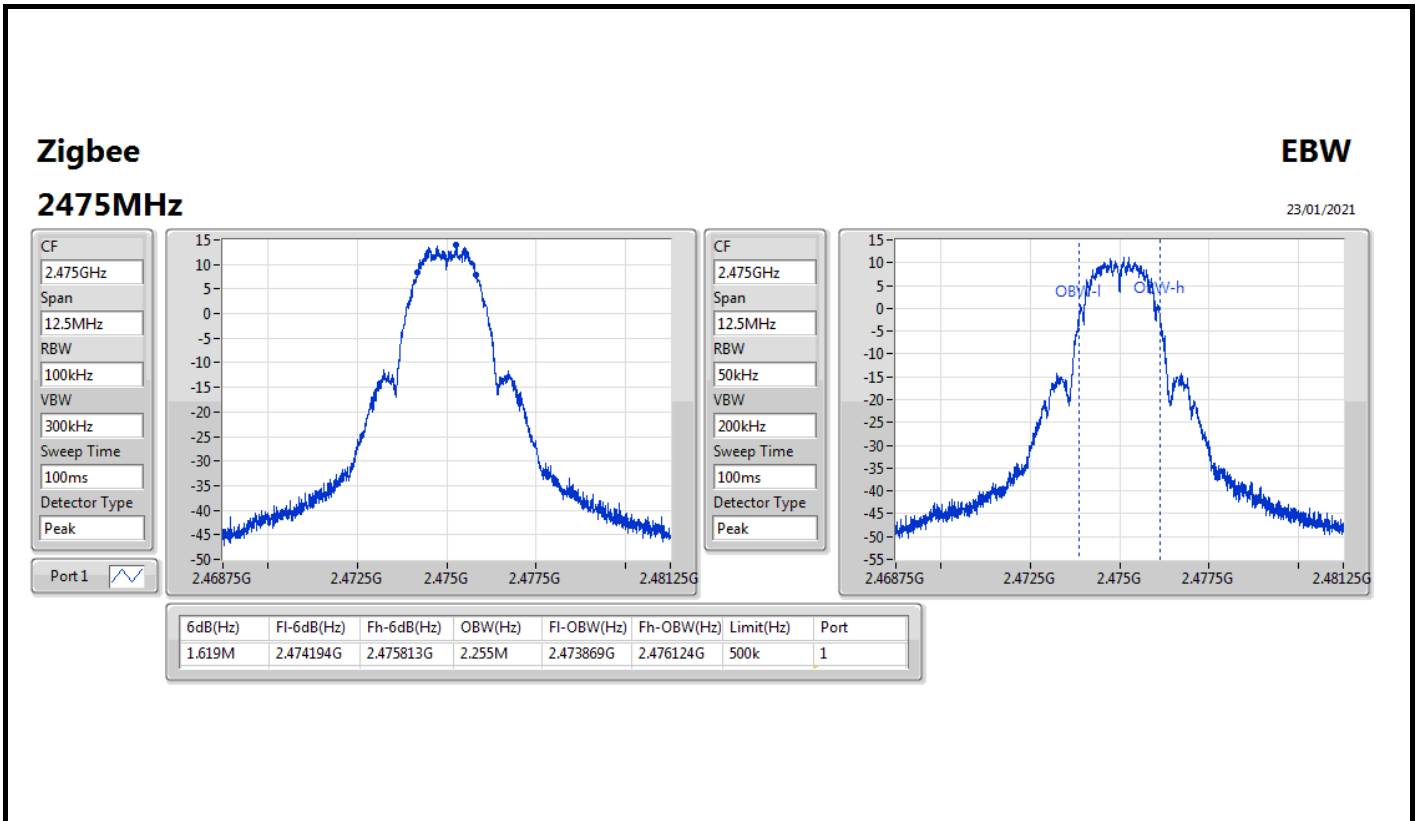 Zigbee
EBW
2475MHz
23/01/2021
CF
2.475GHz
Span
12.5MHz
RBW
100kHz
VBW
300kHz
Sweep Time
100ms
Detector Type
Peak
Port 1
15
10
5
0
-5
-10
-15
-20
-25
-30
-35
-40
-45
-50
2.46875G 2.4725G 2.475G 2.4775G 2.48125G
CF
2.475GHz
Span
12.5MHz
RBW
50kHz
VBW
200kHz
Sweep Time
100ms
Detector Type
Peak
15
10
5
0
-5
-10
-15
-20
-25
-30
-35
-40
-45
-50
-55
OBW-l OBW-h
2.46875G 2.4725G 2.475G 2.4775G 2.48125G
6dB(Hz) Fl-6dB(Hz) Fh-6dB(Hz) OBW(Hz) Fl-OBW(Hz) Fh-OBW(Hz) Limit(Hz) Port
1.619M 2.474194G 2.475813G 2.255M 2.473869G 2.476124G 500k 1